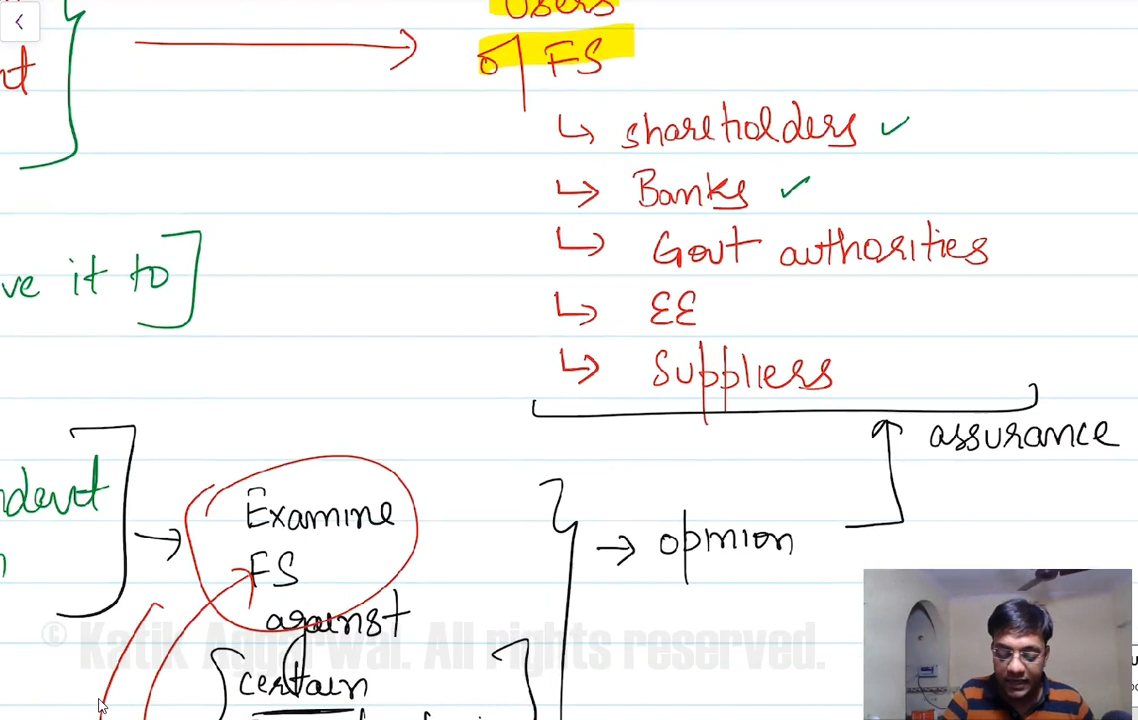 Users
of FS
↳ shareholders ✓
↳ Banks ✓
↳ Govt authorities
ve it to]
↳ EE
↳ Suppliess
assurance
Examine
FS
against
certain
→ opinion
© Kartik Aggarwal. All rights reserved.